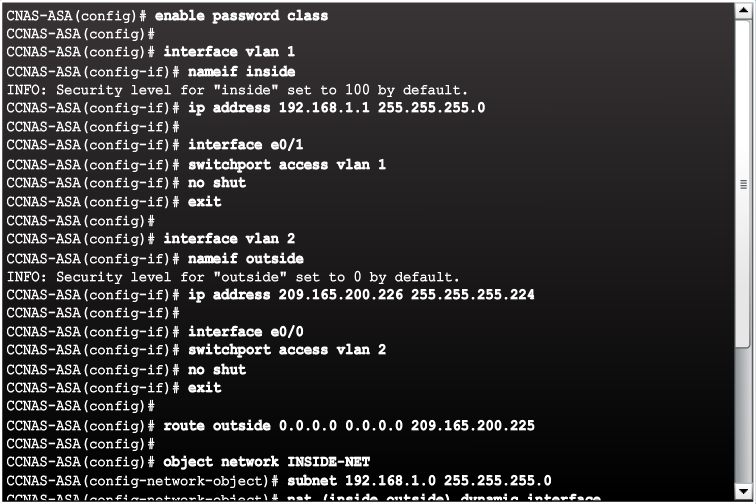 CNAS-ASA(config)# enable password class
CCNAS-ASA(config)#
CCNAS-ASA(config)# interface vlan 1
CCNAS-ASA(config-if)# nameif inside
INFO: Security level for "inside" set to 100 by default.
CCNAS-ASA(config-if)# ip address 192.168.1.1 255.255.255.0
CCNAS-ASA(config-if)#
CCNAS-ASA(config-if)# interface e0/1
CCNAS-ASA(config-if)# switchport access vlan 1
CCNAS-ASA(config-if)# no shut
CCNAS-ASA(config-if)# exit
CCNAS-ASA(config)#
CCNAS-ASA(config)# interface vlan 2
CCNAS-ASA(config-if)# nameif outside
INFO: Security level for "outside" set to 0 by default.
CCNAS-ASA(config-if)# ip address 209.165.200.226 255.255.255.224
CCNAS-ASA(config-if)#
CCNAS-ASA(config-if)# interface e0/0
CCNAS-ASA(config-if)# switchport access vlan 2
CCNAS-ASA(config-if)# no shut
CCNAS-ASA(config-if)# exit
CCNAS-ASA(config)#
CCNAS-ASA(config)# route outside 0.0.0.0 0.0.0.0 209.165.200.225
CCNAS-ASA(config)#
CCNAS-ASA(config)# object network INSIDE-NET
CCNAS-ASA(config-network-object)# subnet 192.168.1.0 255.255.255.0
CCNAS-ASA(config-network-object)# nat (inside,outside) dynamic interface